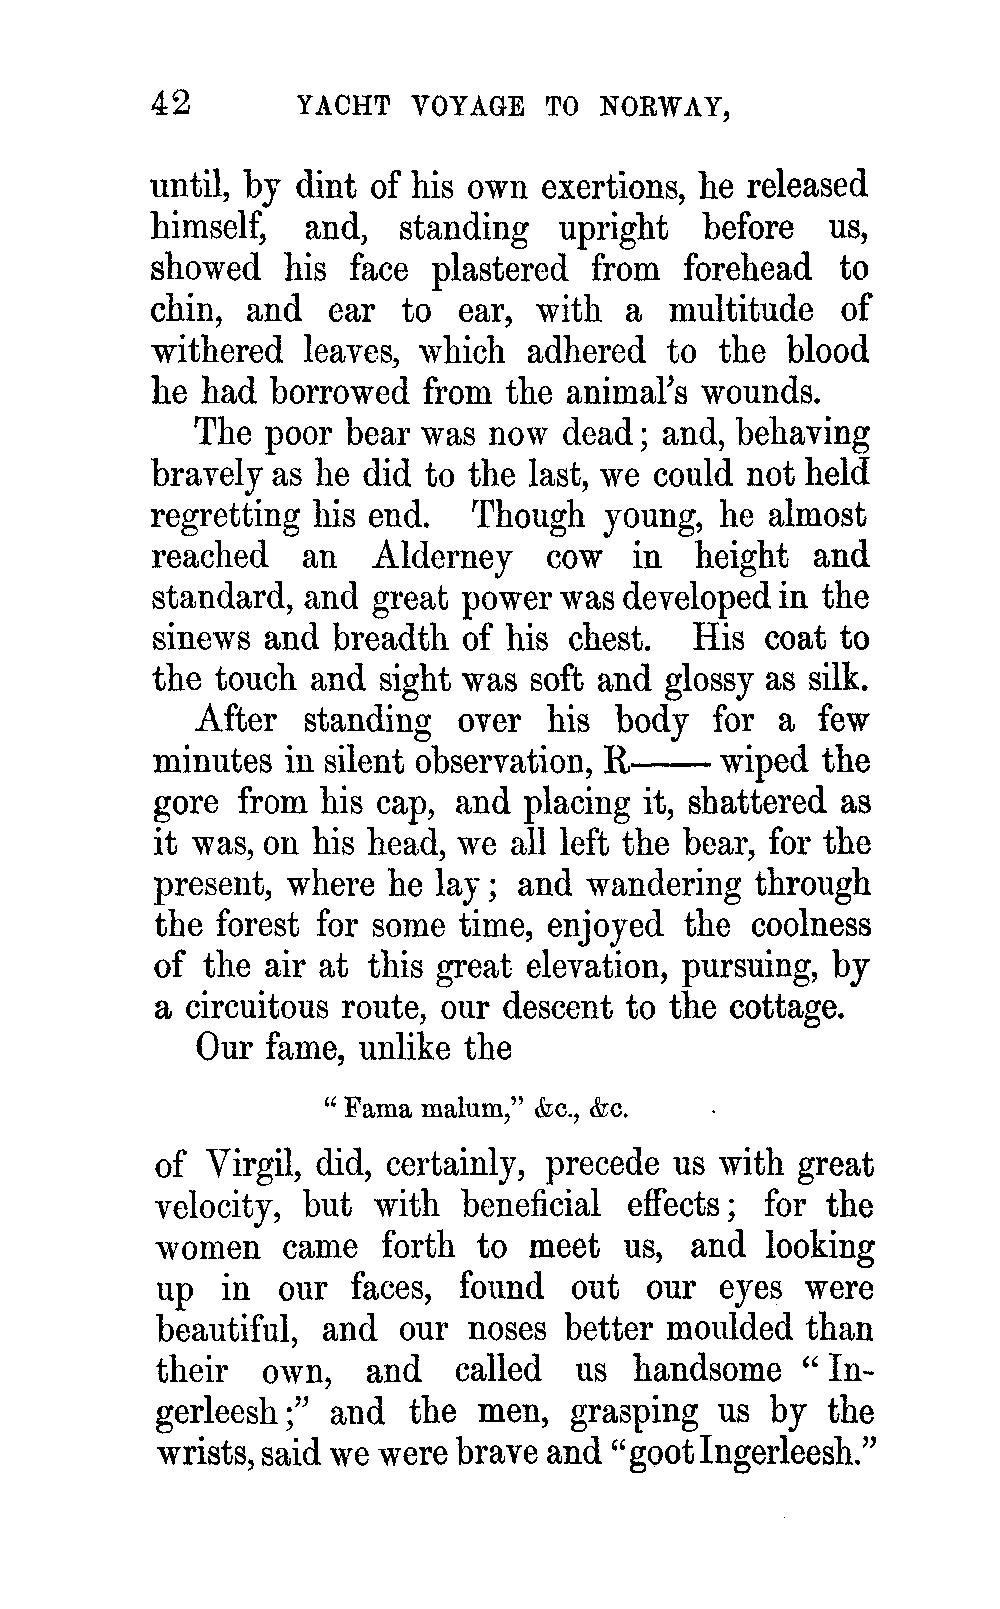 42 YACHT VOYAGE TO NORWAY,
until, by dint of his own exertions, he released
himself, and, standing upright before us,
showed his face plastered from forehead to
chin, and ear to ear, with a multitude of
withered leaves, which adhered to the blood
he had borrowed from the animal's wounds.
The poor bear was now dead; and, behaving
bravely as he did to the last, we could not held
regretting his end. Though young, he almost
reached an Alderney cow in height and
standard, and great power was developed in the
sinews and breadth of his chest. His coat to
the touch and sight was soft and glossy as silk.
After standing over his body for a few
minutes in silent observation, R—— wiped the
gore from his cap, and placing it, shattered as
it was, on his head, we all left the bear, for the
present, where he lay; and wandering through
the forest for some time, enjoyed the coolness
of the air at this great elevation, pursuing, by
a circuitous route, our descent to the cottage.
Our fame, unlike the
"Fama malum," &c., &c.
of Virgil, did, certainly, precede us with great
velocity, but with beneficial effects; for the
women came forth to meet us, and looking
up in our faces, found out our eyes were
beautiful, and our noses better moulded than
their own, and called us handsome "In-
gerleesh;" and the men, grasping us by the
wrists, said we were brave and "goot Ingerleesh."